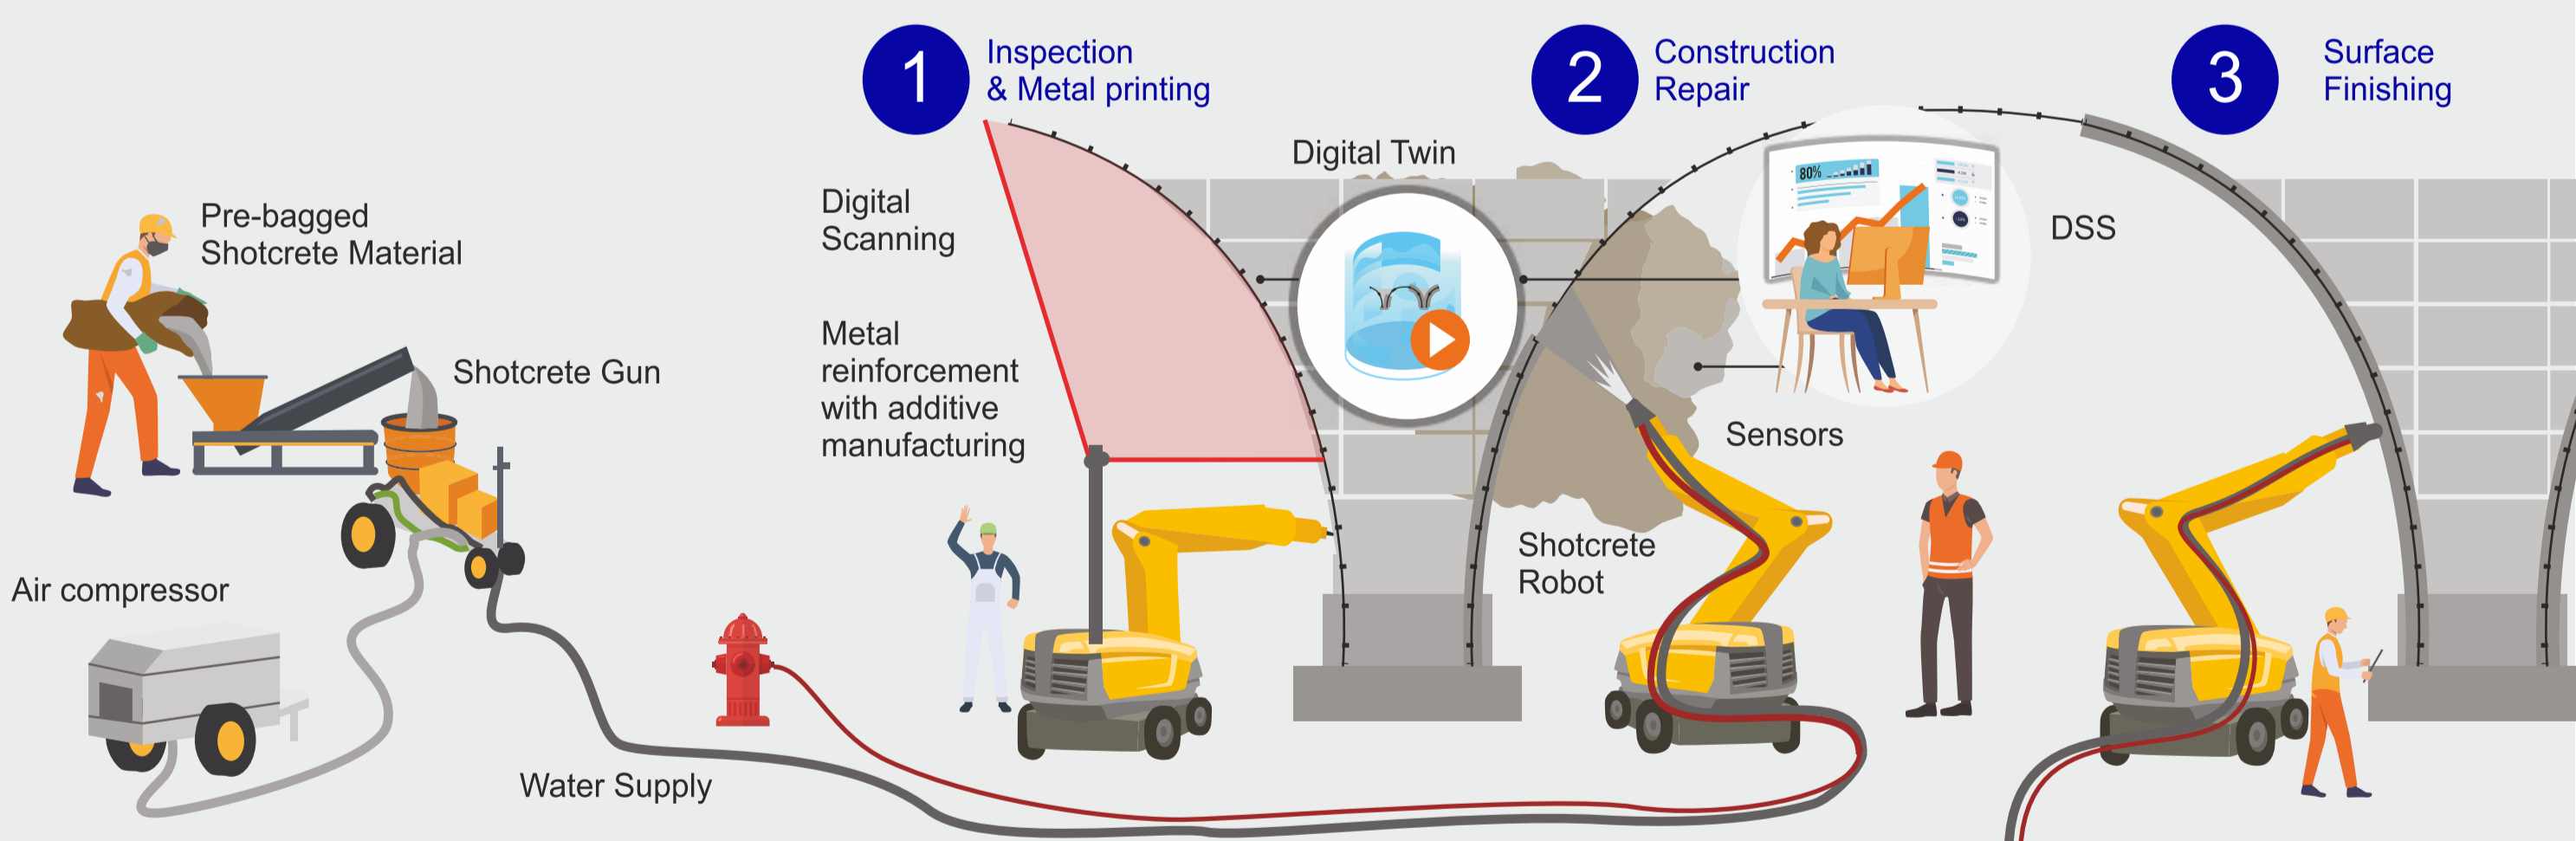 1
Inspection
& Metal printing
2
Construction
Repair
3
Surface
Finishing
Digital Twin
80%
Digital
Scanning
Pre-bagged
Shotcrete Material
DSS
Metal
reinforcement
with additive
manufacturing
Shotcrete Gun
Sensors
Shotcrete
Robot
Air compressor
Water Supply